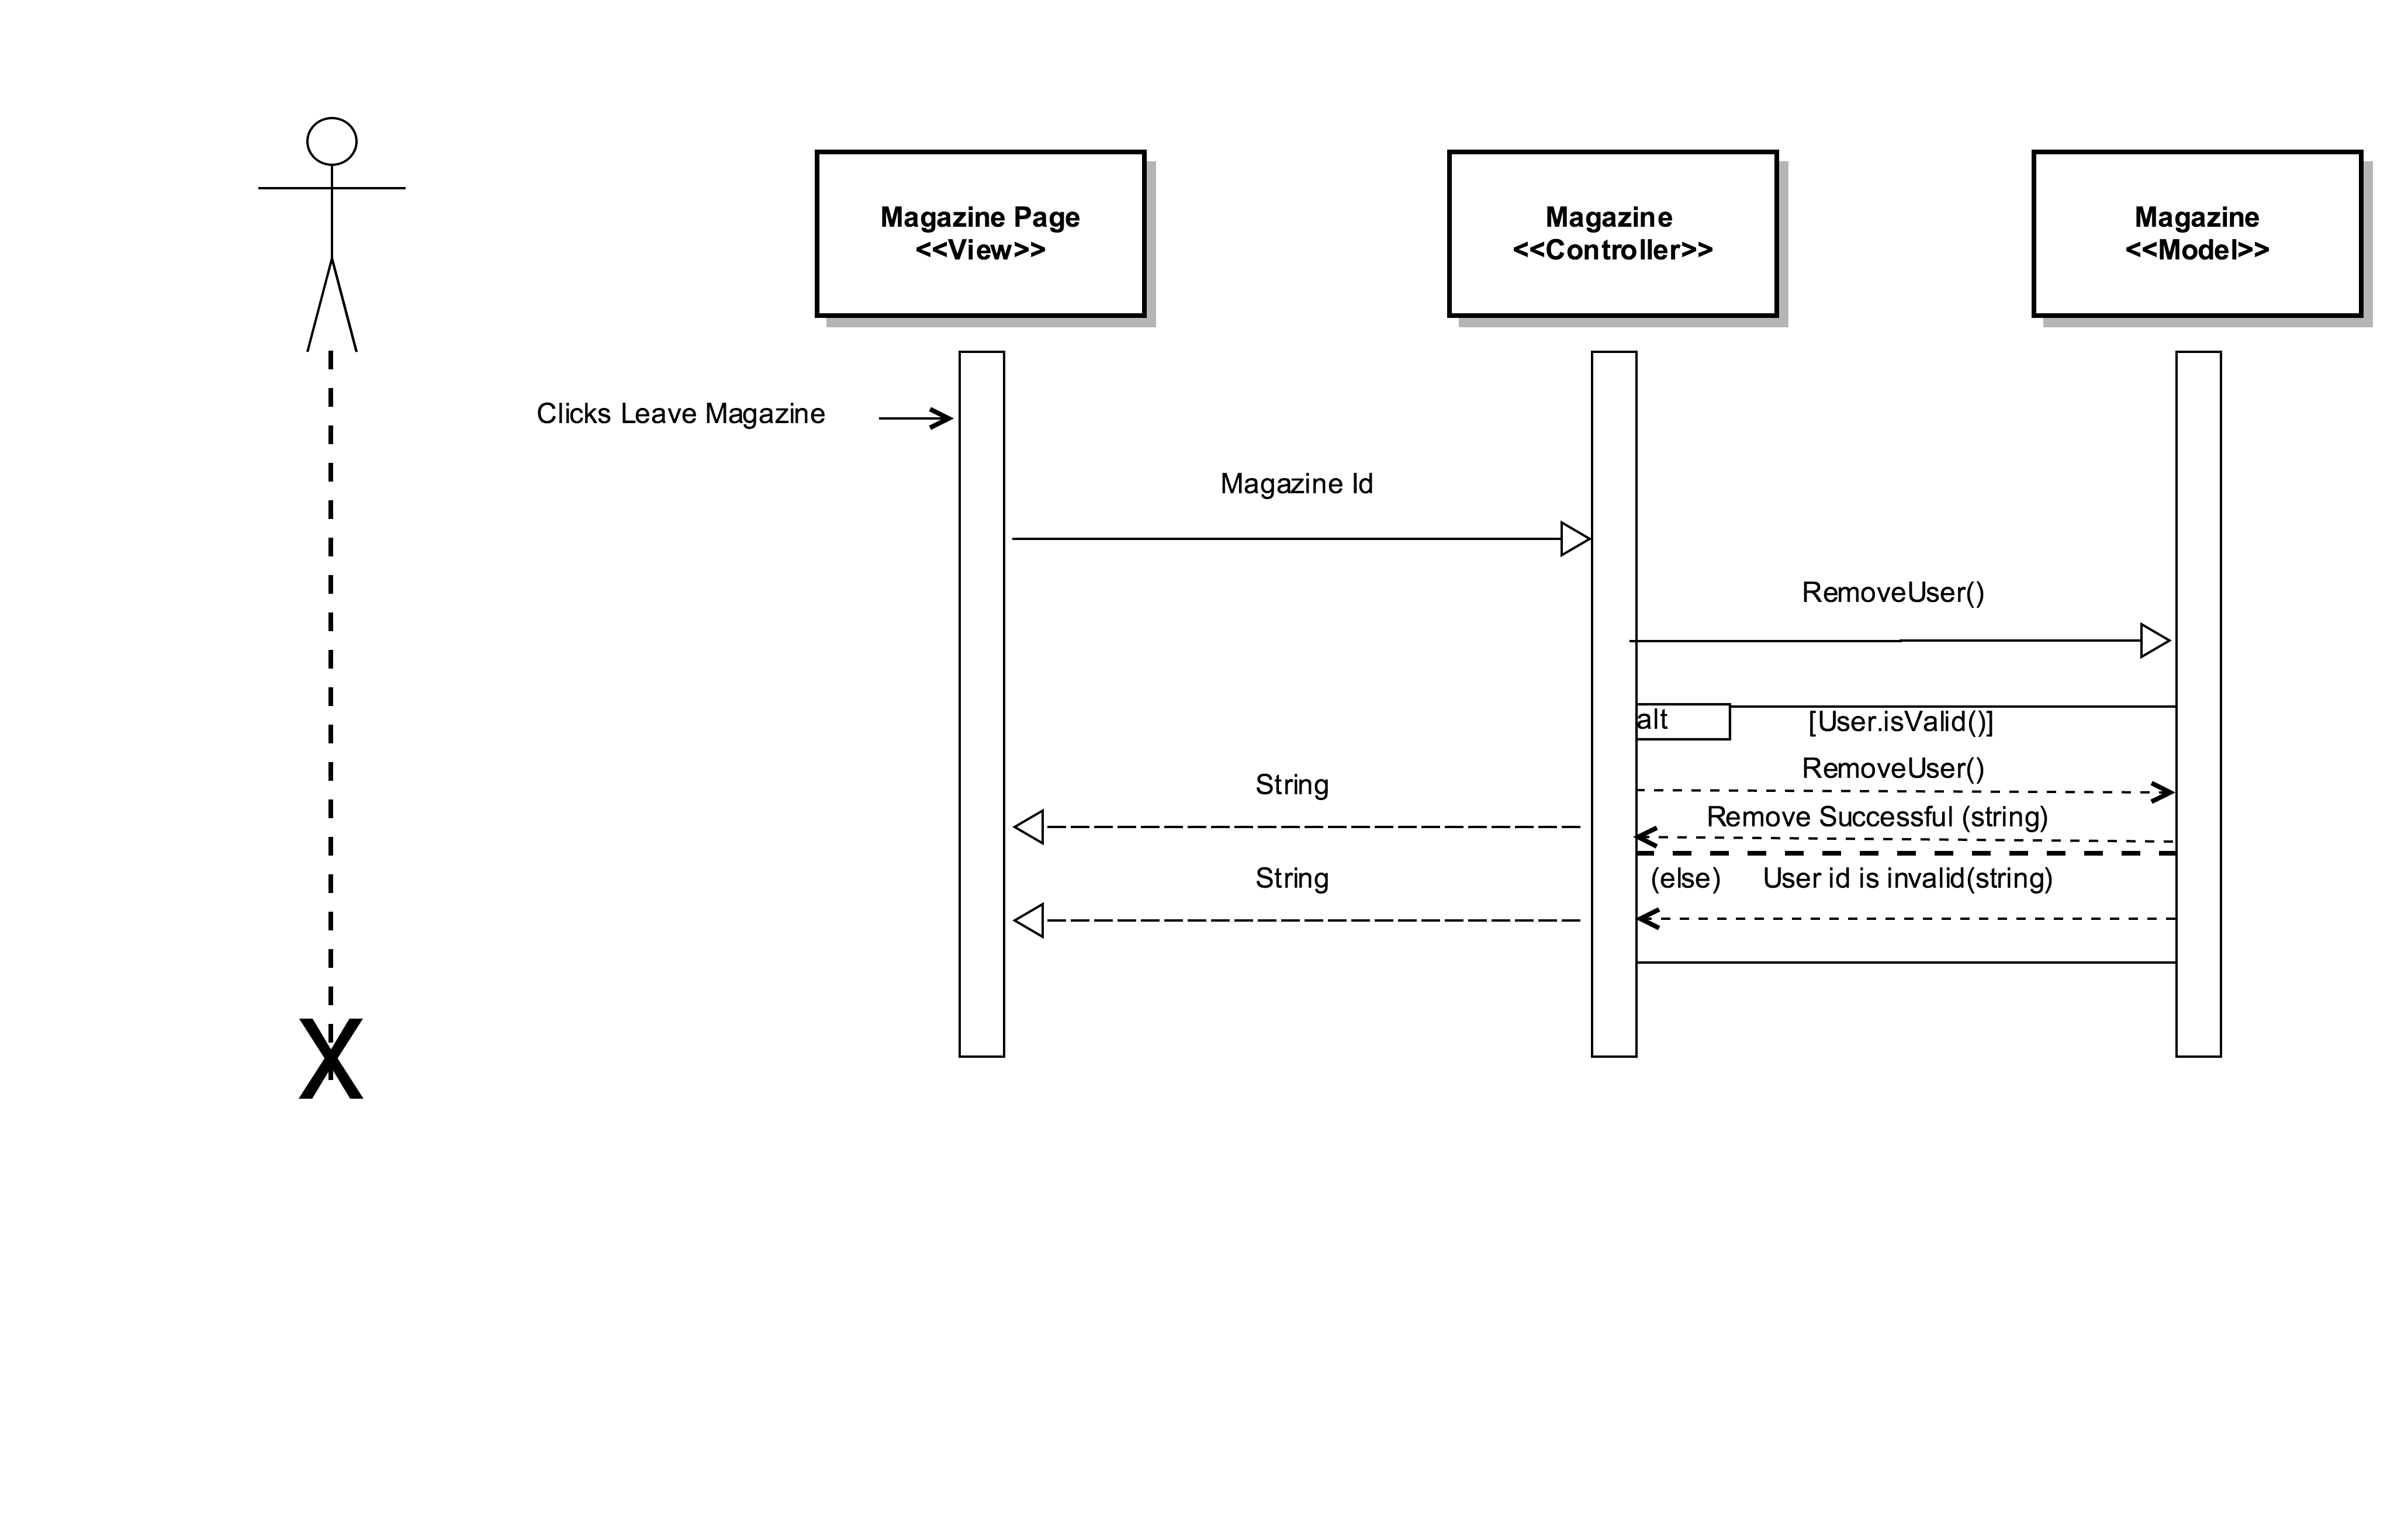 Magazine Page
<<View>>
Magazine
<<Controller>>
Magazine
<<Model>>
Clicks Leave Magazine
Magazine Id
RemoveUser()
alt
[User.isValid()]
RemoveUser()
String
Remove Successful (string)
String
(else)
User id is invalid(string)
X